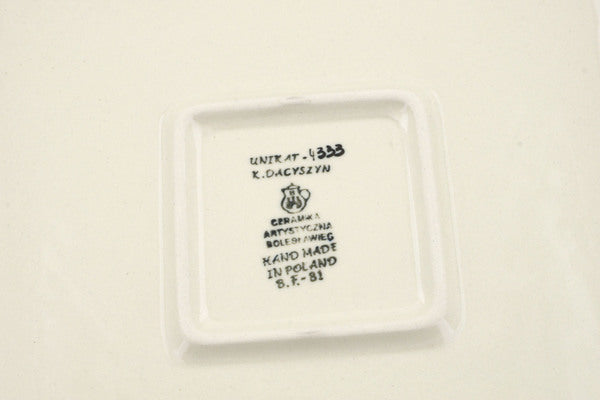 UNIKAT-4333
K. DACYSZYN
CERAMIKA
ARTYSTYCZNA
BOLESŁAWIEC
HAND MADE
IN POLAND
B.F.-81